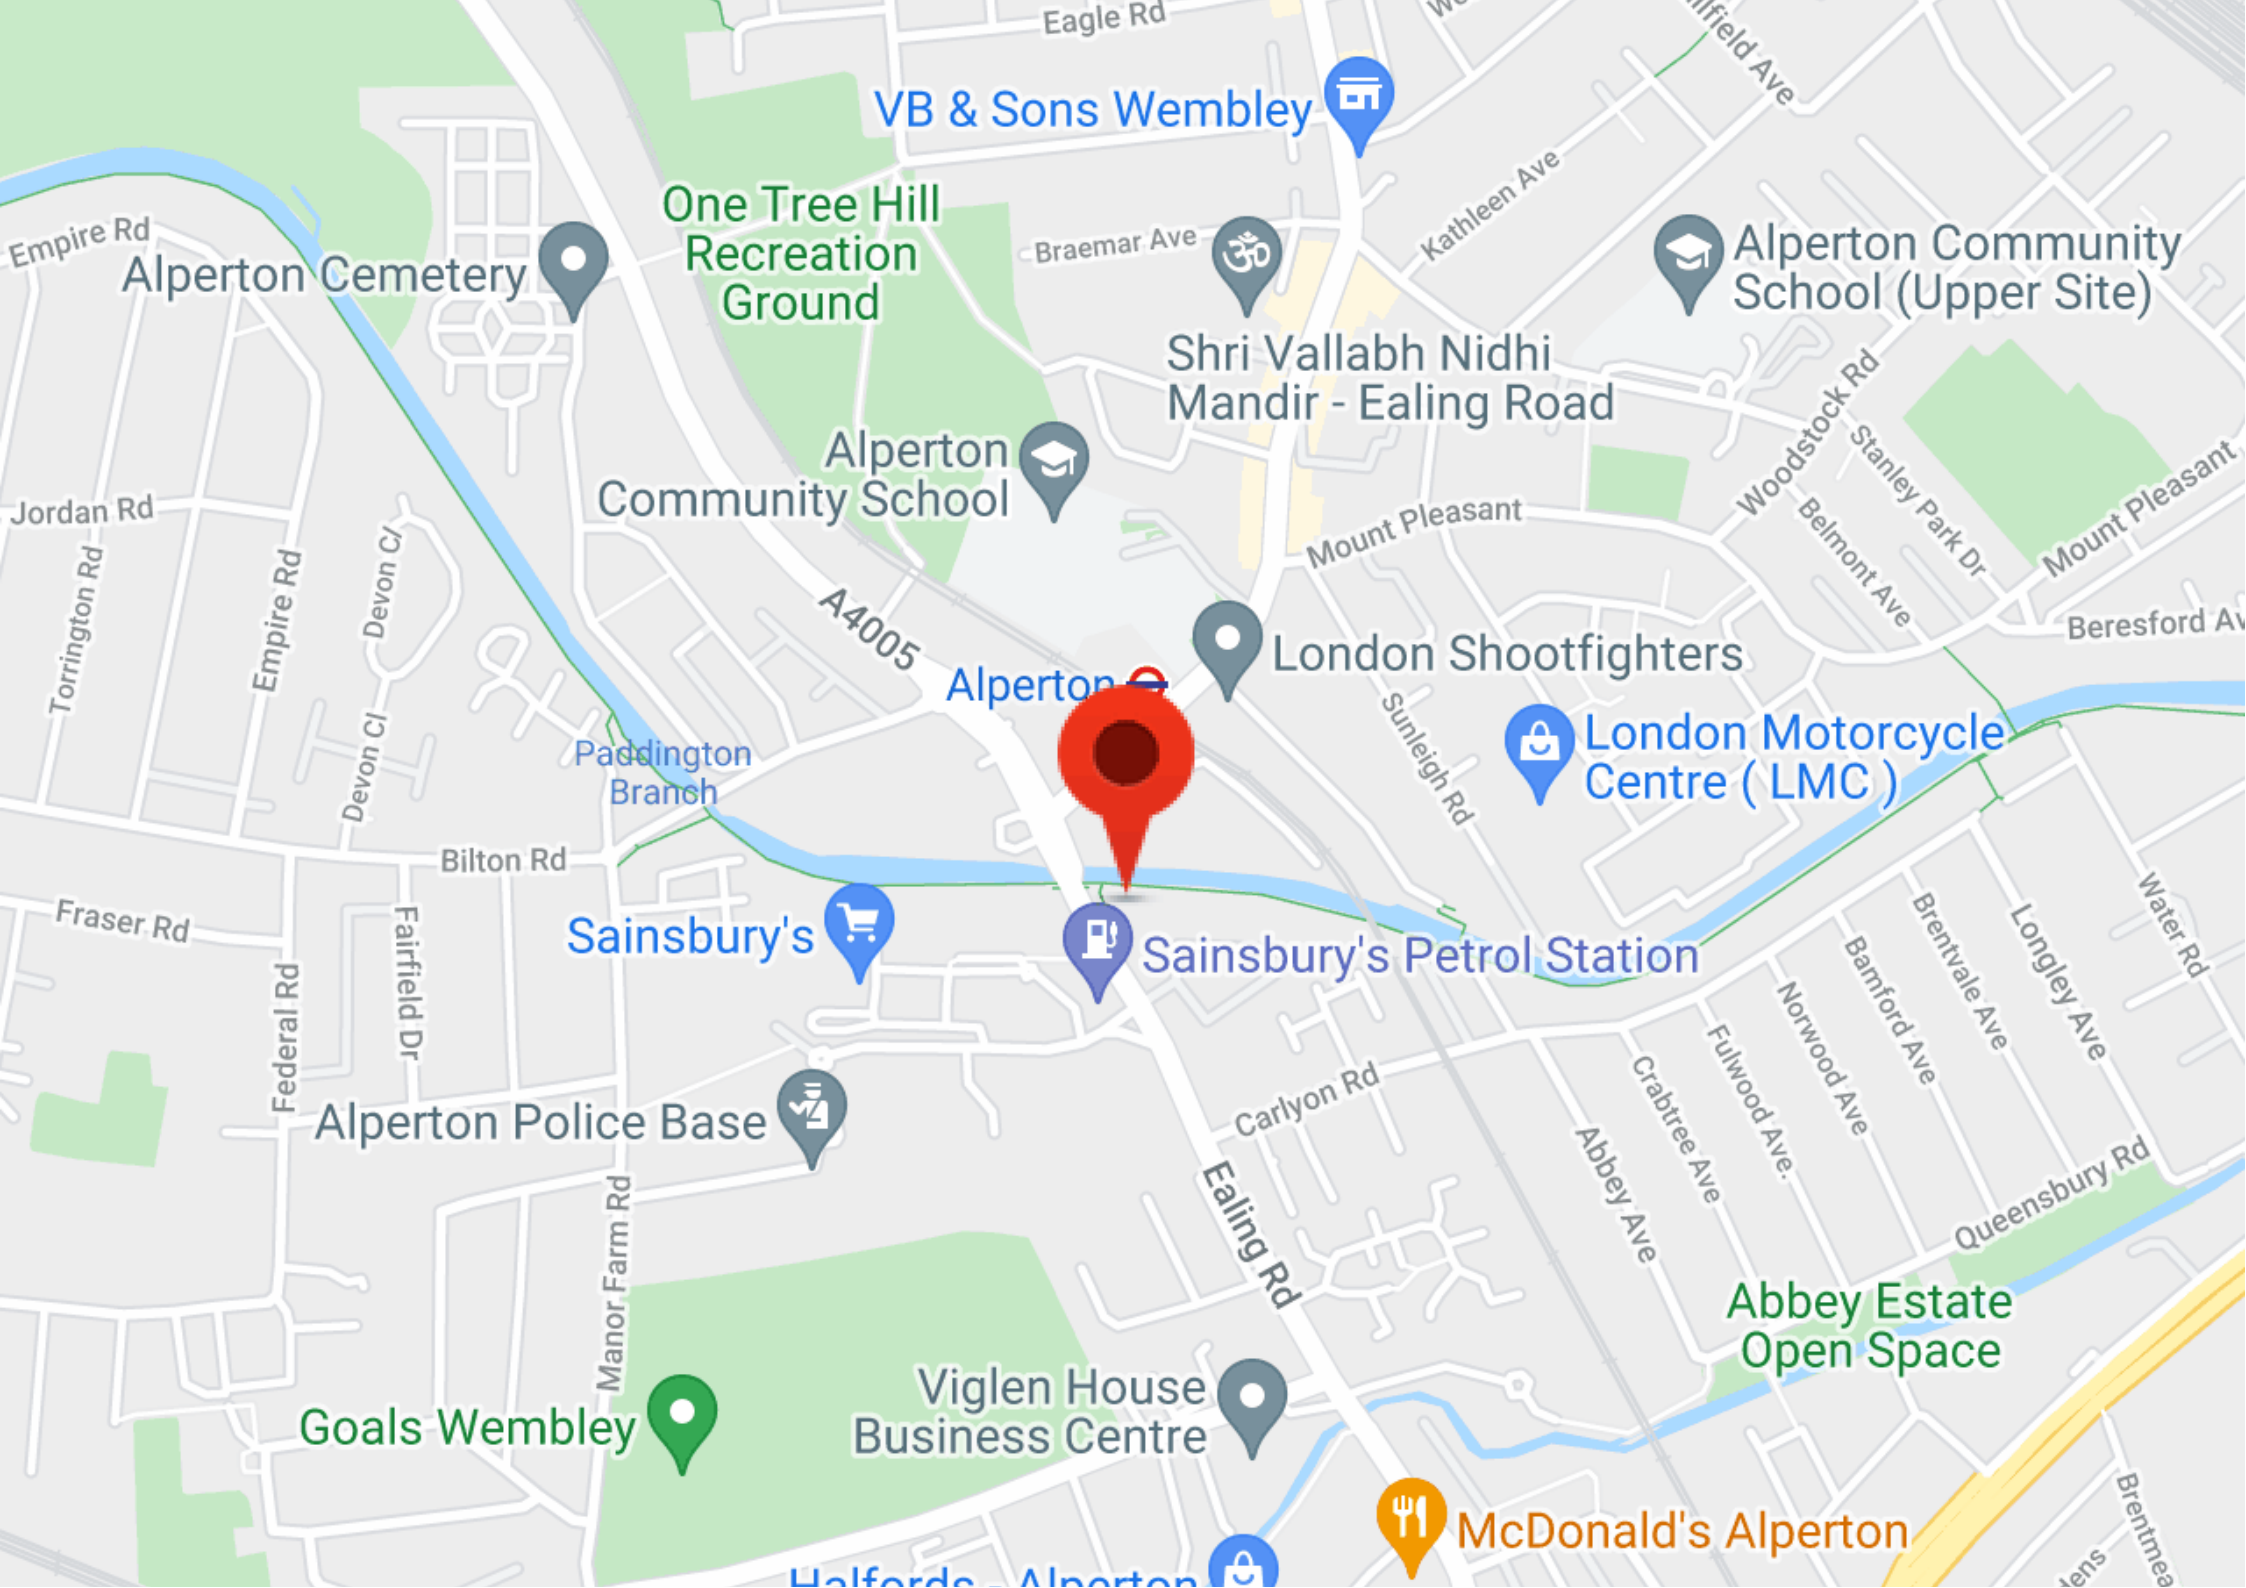 Eagle Rd
VB & Sons Wembley
One Tree Hill
Recreation
Ground
Empire Rd
Alperton Cemetery
Braemar Ave
Kathleen Ave
Alperton Community
School (Upper Site)
Shri Vallabh Nidhi
Mandir - Ealing Road
Woodstock Rd
Stanley Park Dr
Belmont Ave
Mount Pleasant
Alperton
Community School
Mount Pleasant
Jordan Rd
Torrington Rd
Empire Rd
Devon Cl
Devon Cl
A4005
Beresford Av
London Shootfighters
Alperton
Sunleigh Rd
London Motorcycle
Centre ( LMC )
Paddington
Branch
Bilton Rd
Fraser Rd
Fairfield Dr
Federal Rd
Sainsbury's
Sainsbury's Petrol Station
Water Rd
Longley Ave
Brentvale Ave
Bamford Ave
Norwood Ave
Fulwood Ave.
Crabtree Ave
Abbey Ave
Carlyon Rd
Alperton Police Base
Ealing Rd
Queensbury Rd
Manor Farm Rd
Abbey Estate
Open Space
Goals Wembley
Viglen House
Business Centre
McDonald's Alperton
Brentmea
Halfords - Alperton